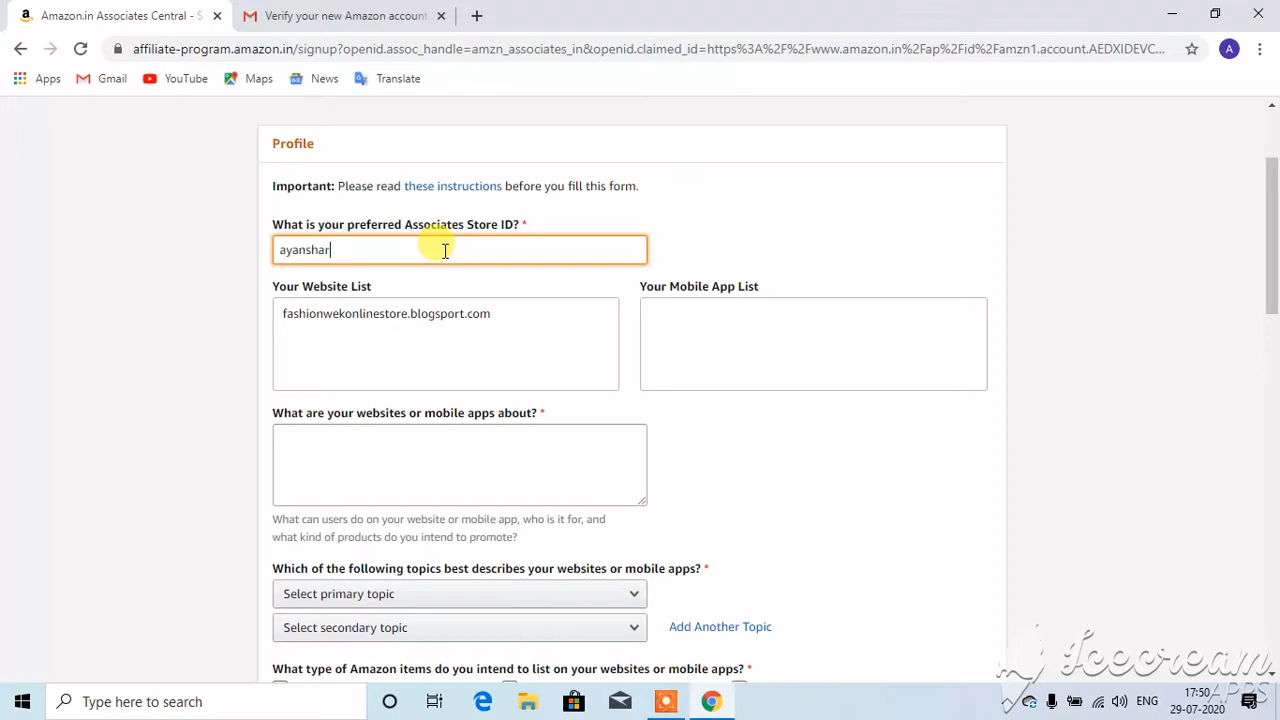 Amazon.in Associates Central - S
Verify your new Amazon account
affiliate-program.amazon.in/signup?openid.assoc_handle=amzn_associates_in&openid.claimed_id=https%3A%2F%2Fwww.amazon.in%2Fap%2Fid%2Famzn1.account.AEDXIDEVC...
A
Apps Gmail YouTube Maps News Translate
Profile
Important: Please read these instructions before you fill this form.
What is your preferred Associates Store ID? *
ayanshar
Your Website List Your Mobile App List
fashionwekonlinestore.blogsport.com
What are your websites or mobile apps about? *
What can users do on your website or mobile app, who is it for, and
what kind of products do you intend to promote?
Which of the following topics best describes your websites or mobile apps? *
Select primary topic
Select secondary topic Add Another Topic
What type of Amazon items do you intend to list on your websites or mobile apps? *
Icecream
APPS
Type here to search
ENG
17:50
29-07-2020